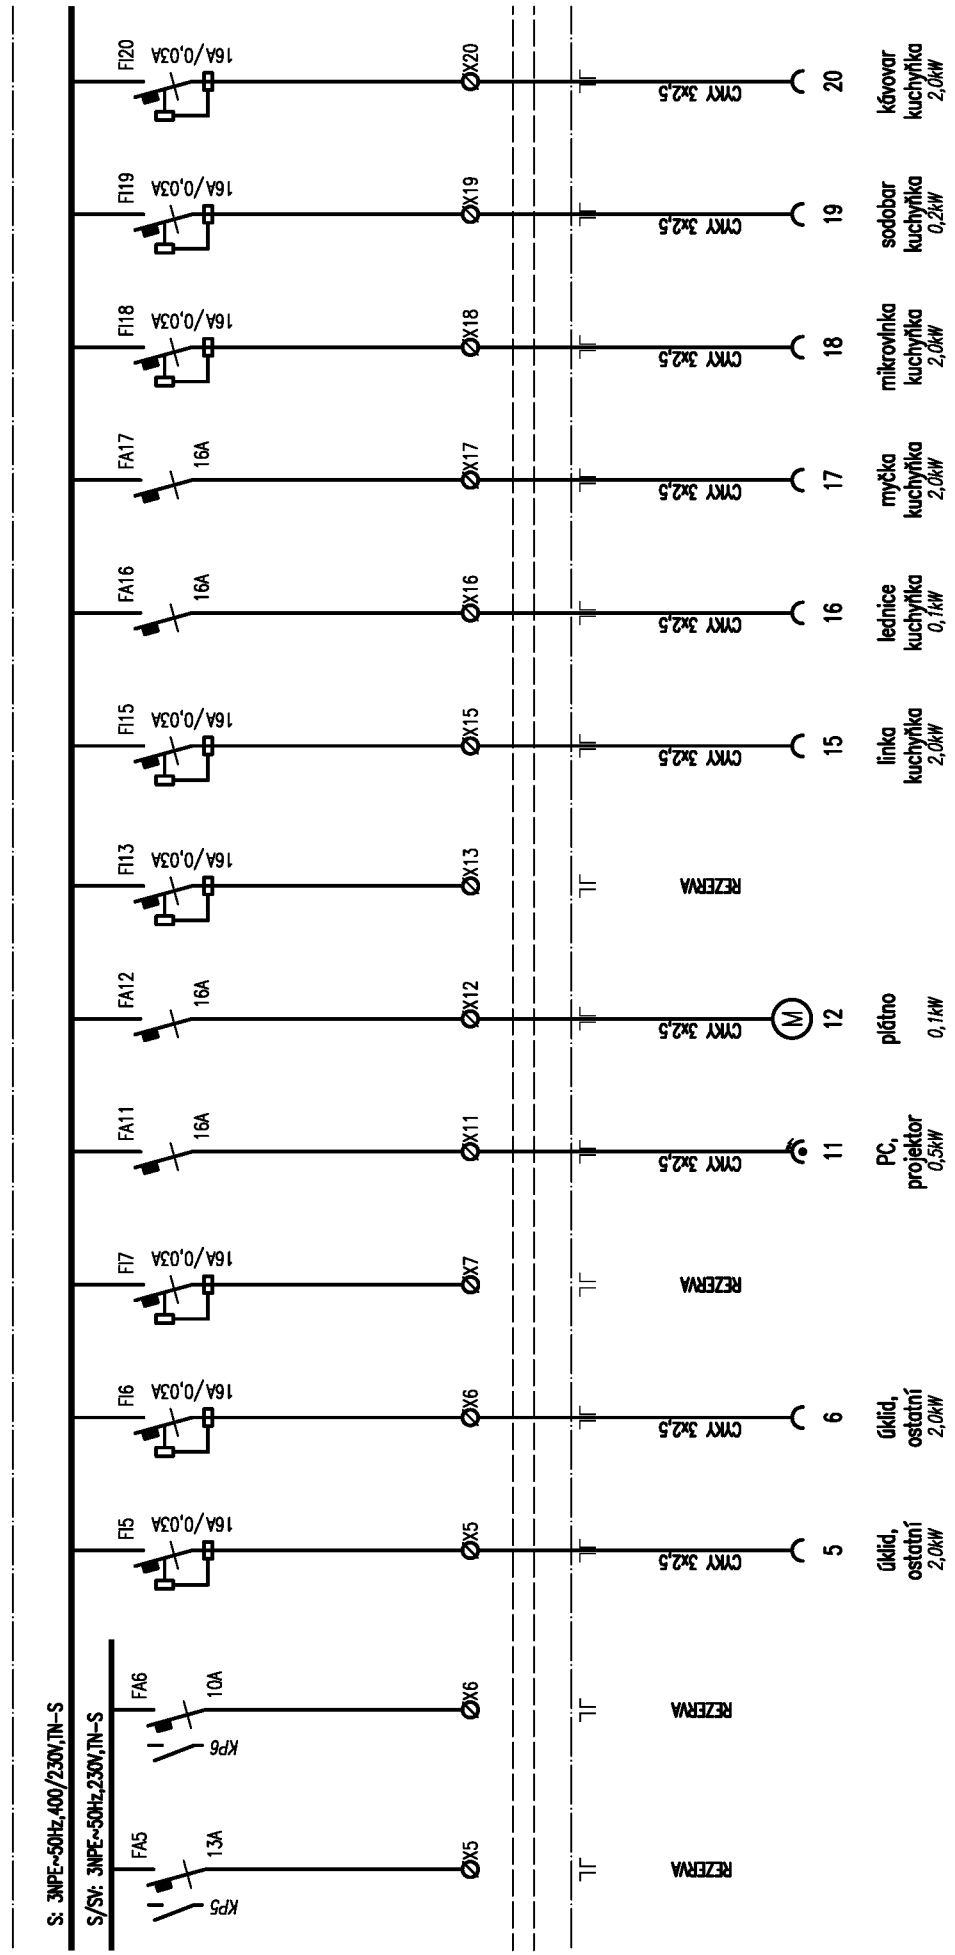 S: 3NPE~50Hz,400/230V,TN-S
S/SV: 3NPE~50Hz,230V,TN-S
FA5
13A
KP5
X5
REZERVA
FA6
10A
KP6
X6
REZERVA
FI5
16A/0,03A
X5
CYKY 3x2,5
5
úklid,
ostatní
2,0kW
FI6
16A/0,03A
X6
CYKY 3x2,5
6
úklid,
ostatní
2,0kW
FI7
16A/0,03A
X7
REZERVA
FA11
16A
X11
CYKY 3x2,5
11
PC,
projektor
0,5kW
FA12
16A
X12
CYKY 3x2,5
M
12
plátno
0,1kW
FI13
16A/0,03A
X13
REZERVA
FI15
16A/0,03A
X15
CYKY 3x2,5
15
linka
kuchyňka
2,0kW
FA16
16A
X16
CYKY 3x2,5
16
lednice
kuchyňka
0,1kW
FA17
16A
X17
CYKY 3x2,5
17
myčka
kuchyňka
2,0kW
FI18
16A/0,03A
X18
CYKY 3x2,5
18
mikrovlnka
kuchyňka
2,0kW
FI19
16A/0,03A
X19
CYKY 3x2,5
19
sodobar
kuchyňka
0,2kW
FI20
16A/0,03A
X20
CYKY 3x2,5
20
kávovar
kuchyňka
2,0kW